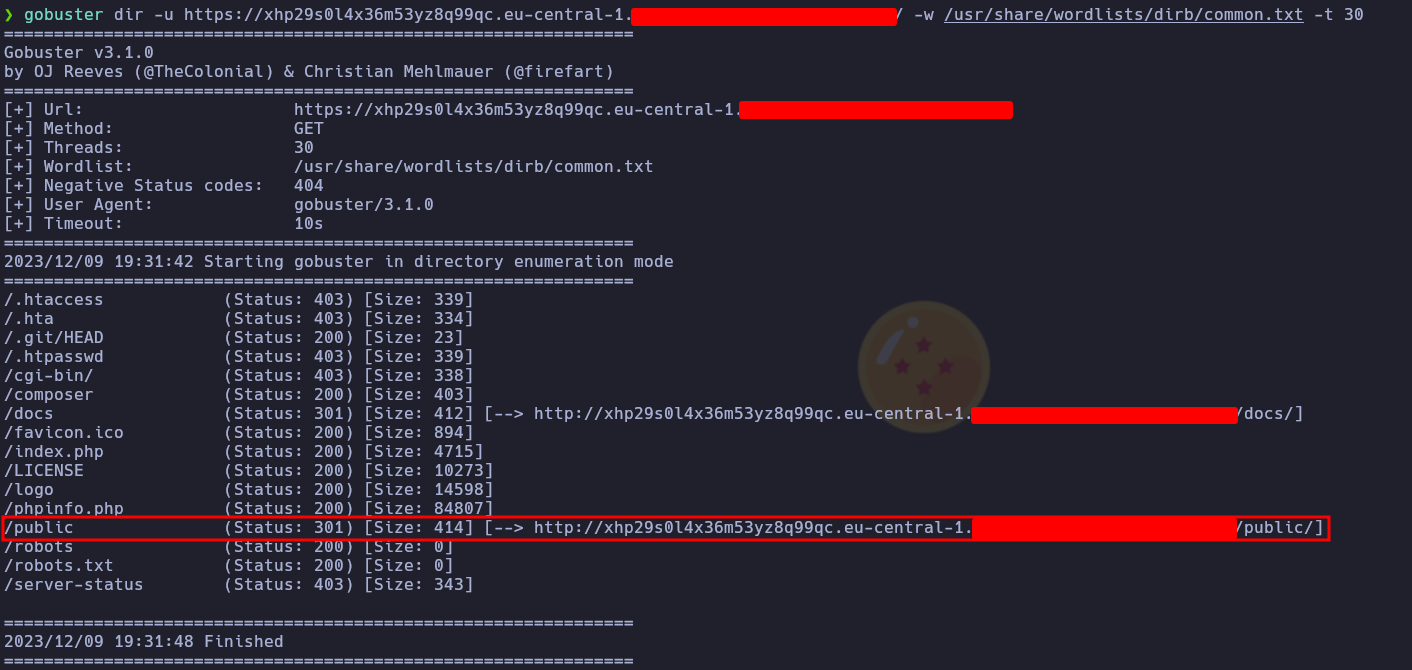 ❯ gobuster dir -u https://xhp29s0l4x36m53yz8q99qc.eu-central-1. / -w /usr/share/wordlists/dirb/common.txt -t 30
===============================================================
Gobuster v3.1.0
by OJ Reeves (@TheColonial) & Christian Mehlmauer (@firefart)
===============================================================
[+] Url:                     https://xhp29s0l4x36m53yz8q99qc.eu-central-1.
[+] Method:                  GET
[+] Threads:                 30
[+] Wordlist:                /usr/share/wordlists/dirb/common.txt
[+] Negative Status codes:   404
[+] User Agent:              gobuster/3.1.0
[+] Timeout:                 10s
===============================================================
2023/12/09 19:31:42 Starting gobuster in directory enumeration mode
===============================================================
/.htaccess            (Status: 403) [Size: 339]
/.hta                 (Status: 403) [Size: 334]
/.git/HEAD            (Status: 200) [Size: 23]
/.htpasswd            (Status: 403) [Size: 339]
/cgi-bin/             (Status: 403) [Size: 338]
/composer             (Status: 200) [Size: 403]
/docs                 (Status: 301) [Size: 412] [--> http://xhp29s0l4x36m53yz8q99qc.eu-central-1. /docs/]
/favicon.ico          (Status: 200) [Size: 894]
/index.php            (Status: 200) [Size: 4715]
/LICENSE              (Status: 200) [Size: 10273]
/logo                 (Status: 200) [Size: 14598]
/phpinfo.php          (Status: 200) [Size: 84807]
/public               (Status: 301) [Size: 414] [--> http://xhp29s0l4x36m53yz8q99qc.eu-central-1. /public/]
/robots               (Status: 200) [Size: 0]
/robots.txt           (Status: 200) [Size: 0]
/server-status        (Status: 403) [Size: 343]
===============================================================
2023/12/09 19:31:48 Finished
===============================================================